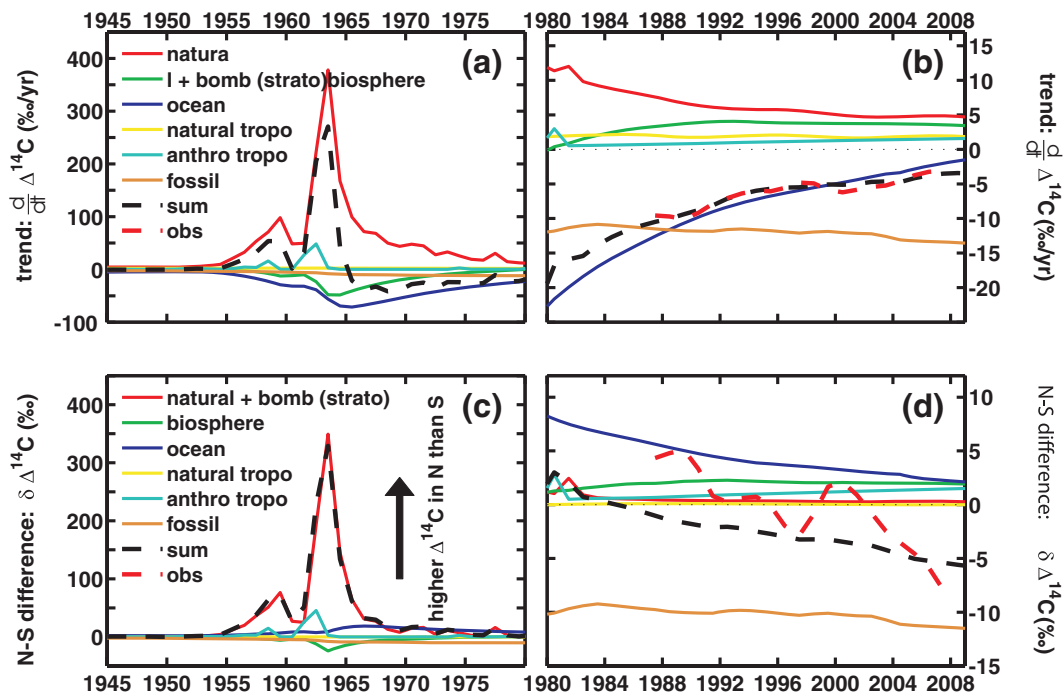 1945 1950 1955 1960 1965 1970 1975
1980 1984 1988 1992 1996 2000 2004 2008
400
300
200
100
0
-100
trend: d/dt Δ¹⁴C (‰/yr)
natura
l + bomb (strato)biosphere
ocean
natural tropo
anthro tropo
fossil
sum
obs
(a)
(b)
15
10
5
0
-5
-10
-15
-20
trend: d/dt Δ¹⁴C (‰/yr)
400
300
200
100
0
N-S difference: δ Δ¹⁴C (‰)
natural + bomb (strato)
biosphere
ocean
natural tropo
anthro tropo
fossil
sum
obs
(c)
higher Δ¹⁴C in N than S
(d)
10
5
0
-5
-10
-15
N-S difference: δ Δ¹⁴C (‰)
1945 1950 1955 1960 1965 1970 1975
1980 1984 1988 1992 1996 2000 2004 2008